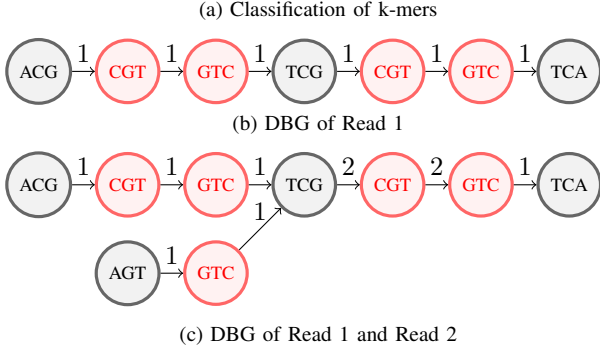 (a) Classification of k-mers
1 1 1 1 1 1
ACG CGT GTC TCG CGT GTC TCA
(b) DBG of Read 1
1 1 1 2 2 1
ACG CGT GTC TCG CGT GTC TCA
1 1
AGT GTC
(c) DBG of Read 1 and Read 2